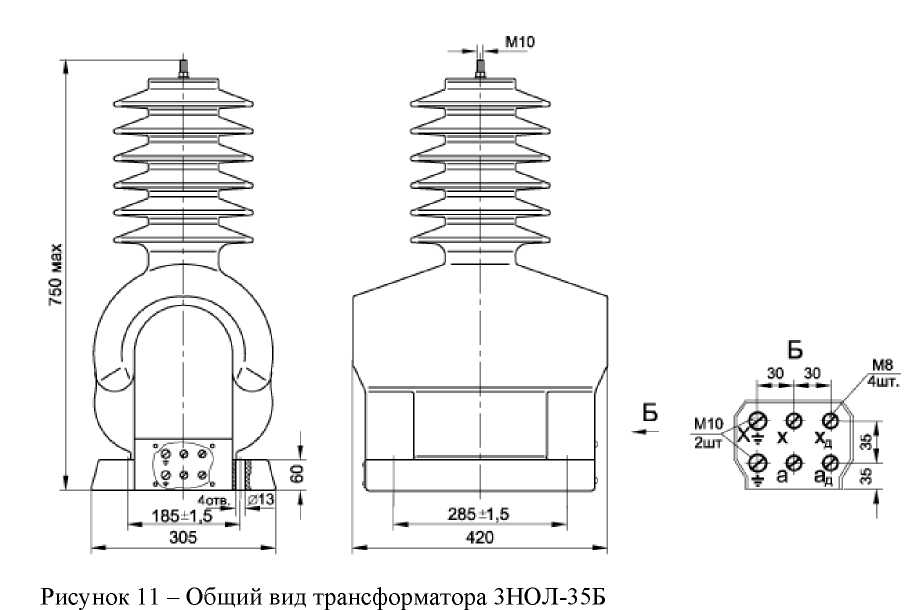 М10
750 мах
60
4отв.
Ø13
185±1,5
305
285±1,5
420
Б
Б
30
30
М8
4шт.
М10
2шт
X
x
xд
35
а
ад
35
Рисунок 11 – Общий вид трансформатора ЗНОЛ-35Б